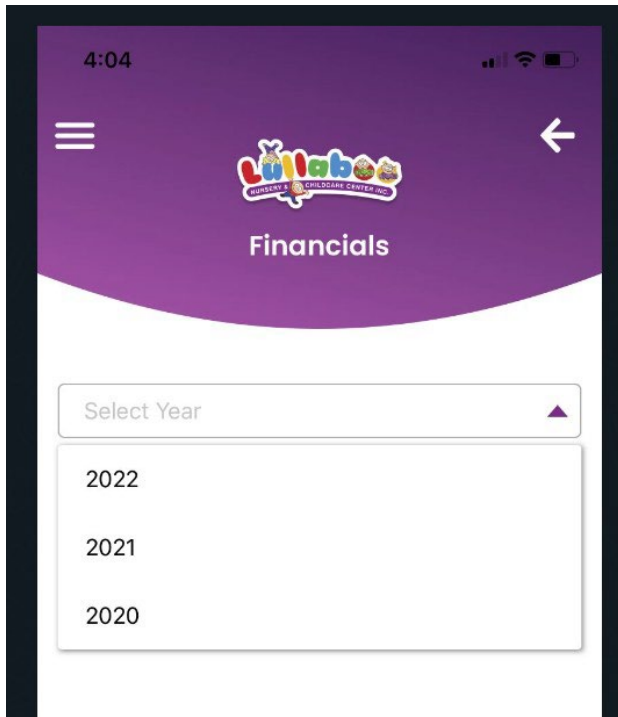 4:04
Lullaboo
NURSERY & CHILDCARE CENTER INC.
Financials
Select Year
2022
2021
2020